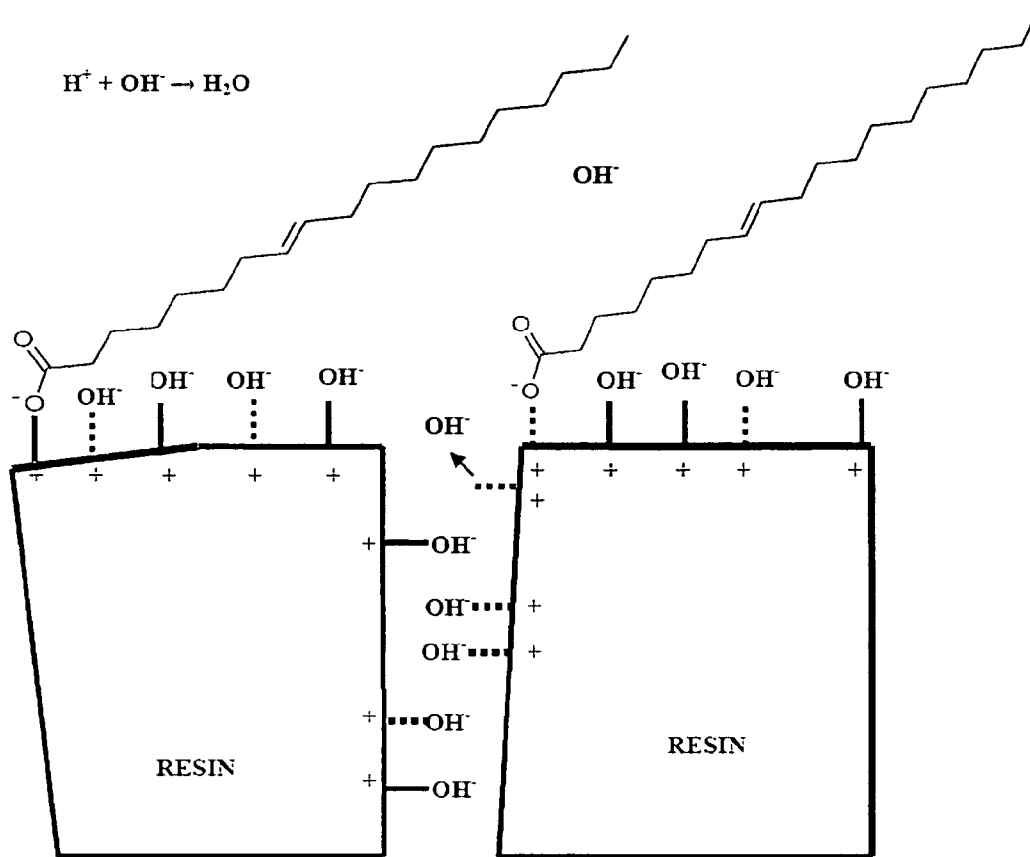 H⁺ + OH⁻ → H₂O
OH⁻
O
⁻O
OH⁻
OH⁻
OH⁻
OH⁻
O
⁻O
OH⁻
OH⁻
OH⁻
OH⁻
OH⁻
+ + + + +
+ + + + +
+
+ OH⁻
OH⁻ +
OH⁻ +
+ OH⁻
RESIN
RESIN
+ OH⁻